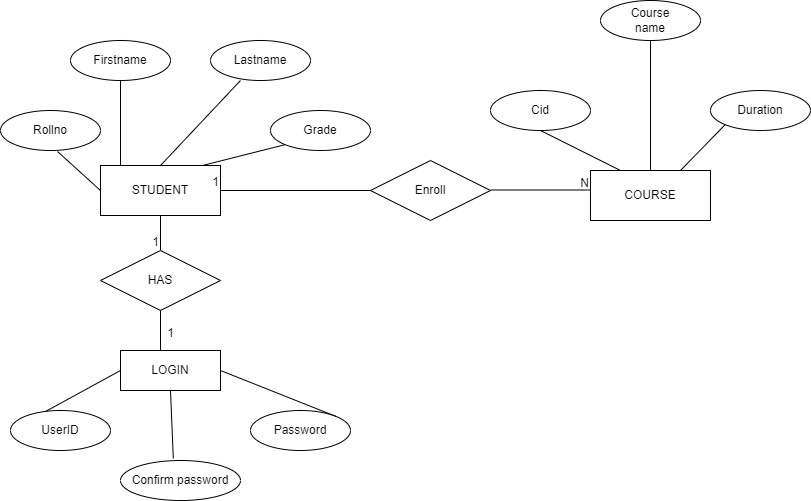 Course
name
Firstname
Lastname
Cid
Duration
Rollno
Grade
STUDENT
1
Enroll
N
COURSE
1
HAS
1
LOGIN
UserID
Password
Confirm password